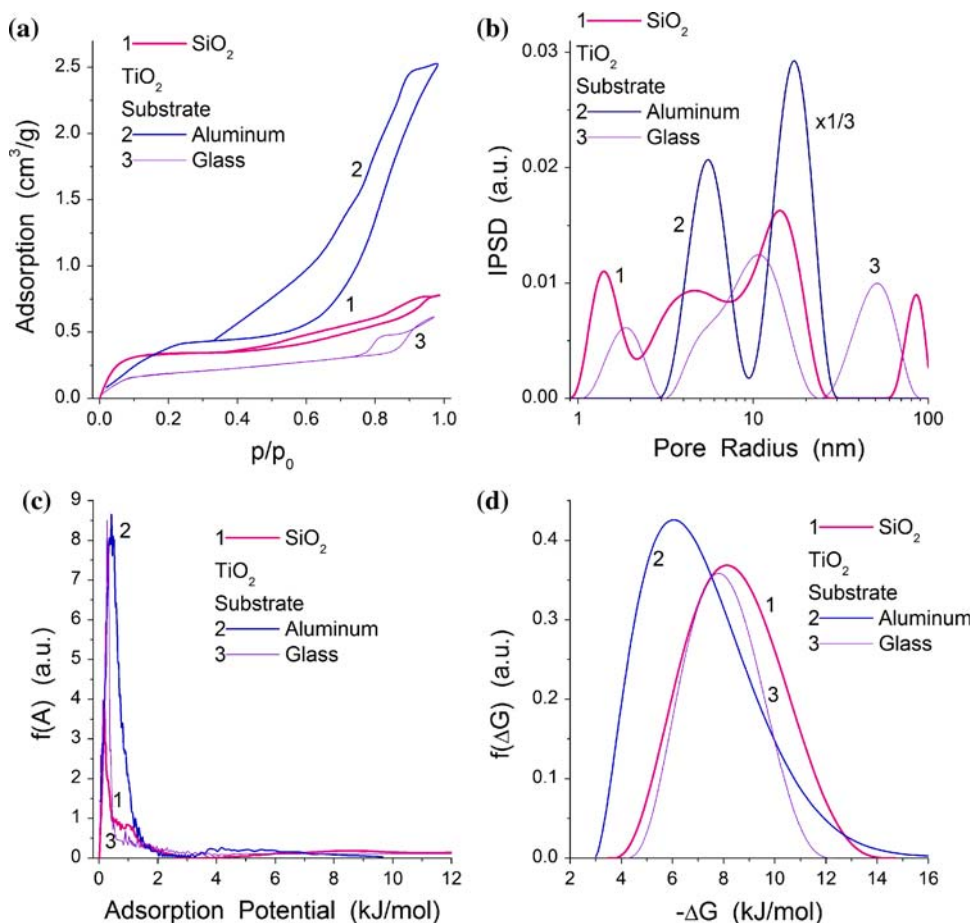 (a)
1 SiO₂
TiO₂
Substrate
2 Aluminum
3 Glass
2
1
3
Adsorption (cm³/g)
2.5
2.0
1.5
1.0
0.5
0.0
0.0 0.2 0.4 0.6 0.8 1.0
p/p₀
(b)
1 SiO₂
TiO₂
Substrate
2 Aluminum
3 Glass
x1/3
2
1
3
IPSD (a.u.)
0.03
0.02
0.01
0.00
1 10 100
Pore Radius (nm)
(c)
1 SiO₂
TiO₂
Substrate
2 Aluminum
3 Glass
2
1
3
f(A) (a.u.)
9
8
7
6
5
4
3
2
1
0
0 2 4 6 8 10 12
Adsorption Potential (kJ/mol)
(d)
1 SiO₂
TiO₂
Substrate
2 Aluminum
3 Glass
2
1
3
f(ΔG) (a.u.)
0.4
0.3
0.2
0.1
0.0
2 4 6 8 10 12 14 16
-ΔG (kJ/mol)